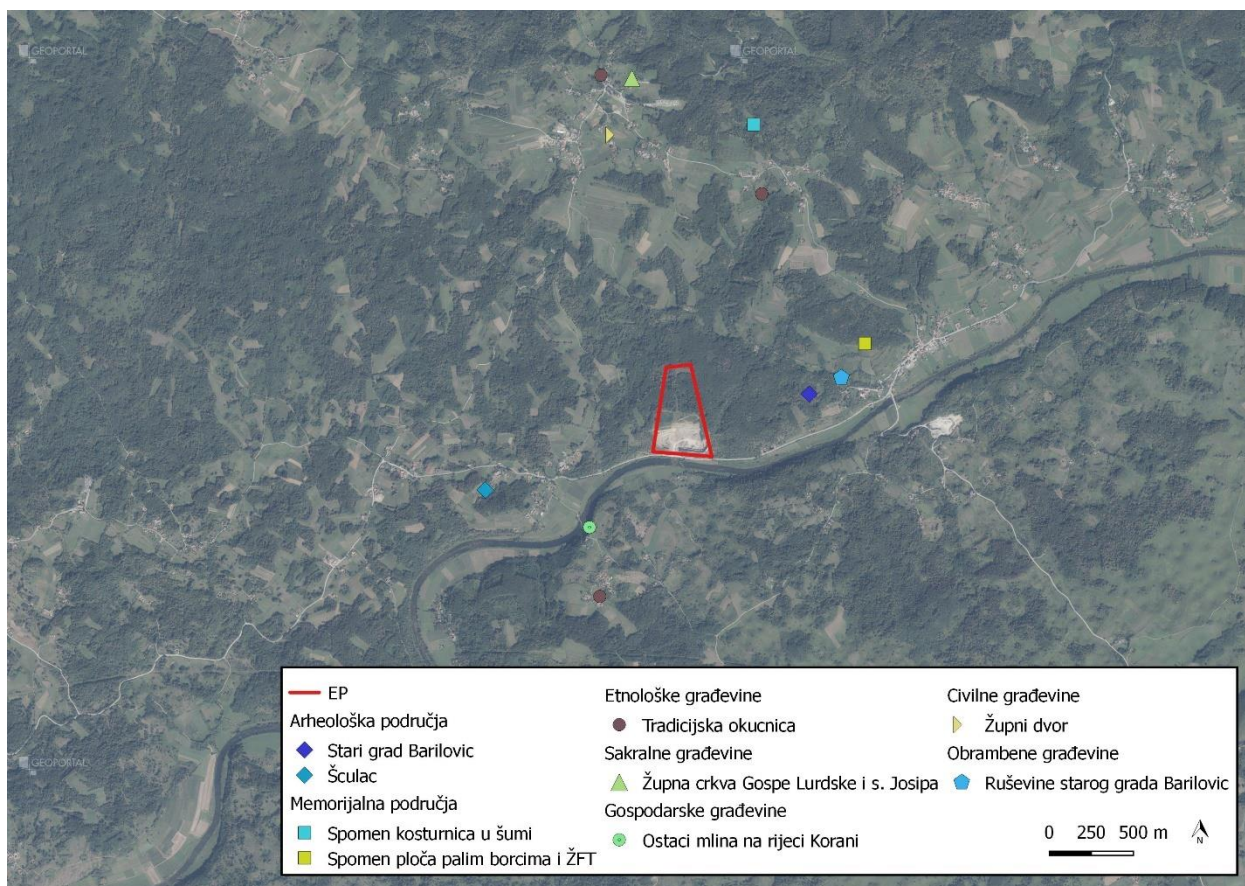 GEOPORTAL
GEOPORTAL
GEOPORTAL
EP
Arheološka područja
Stari grad Barilovic
Šculac
Memorijalna područja
Spomen kosturnica u šumi
Spomen ploča palim borcima i ŽFT
Etnološke građevine
Tradicijska okucnica
Sakralne građevine
Župna crkva Gospe Lurdske i s. Josipa
Gospodarske građevine
Ostaci mlina na rijeci Korani
Civilne građevine
Župni dvor
Obrambene građevine
Ruševine starog grada Barilovic
0 250 500 m